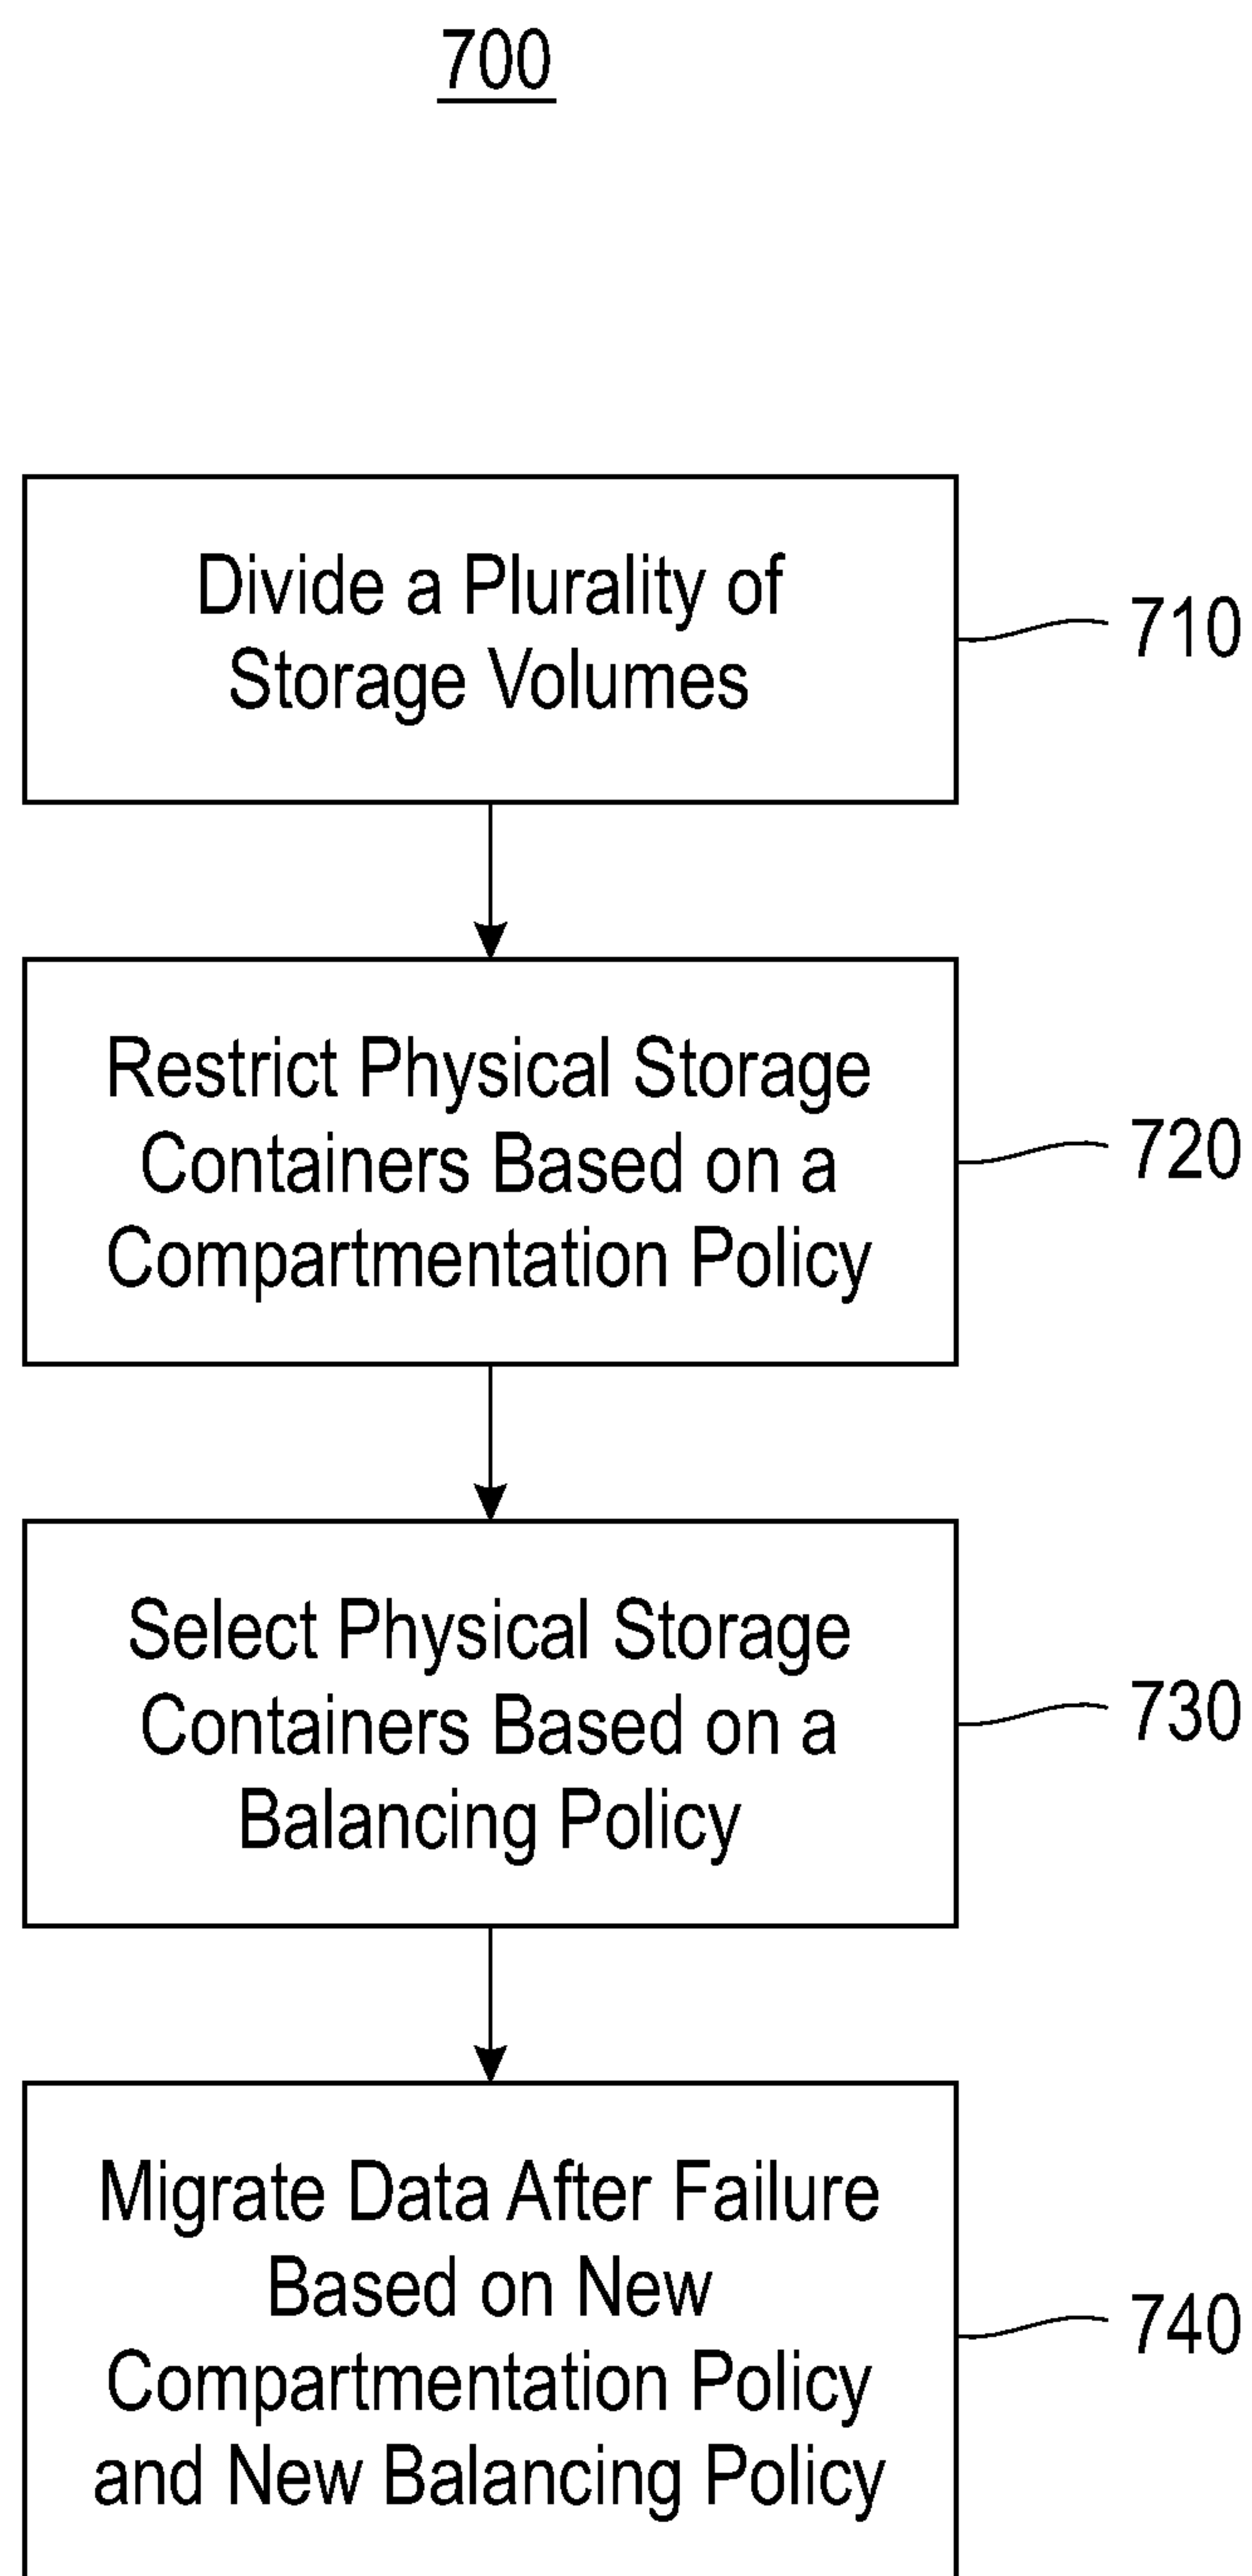 700
Divide a Plurality of
Storage Volumes
710
Restrict Physical Storage
Containers Based on a
Compartmentation Policy
720
Select Physical Storage
Containers Based on a
Balancing Policy
730
Migrate Data After Failure
Based on New
Compartmentation Policy
and New Balancing Policy
740